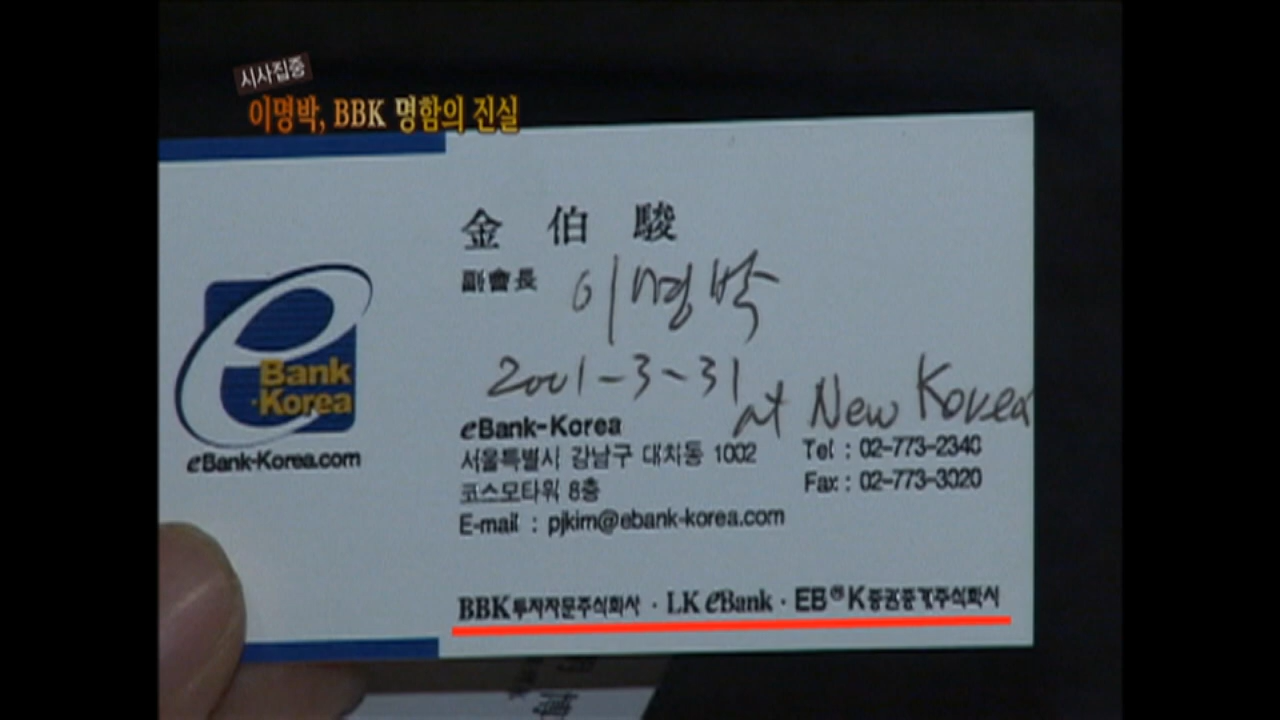 시사집중
이명박, BBK 명함의 진실
金 伯 駿
副會長 이명박
2001-3-31 at New Korea
eBank-Korea
서울특별시 강남구 대치동 1002
코스모타워 8층
E-mail : pjkim@ebank-korea.com
Tel : 02-773-2340
Fax : 02-773-3020
BBK투자자문주식회사 · LK eBank · EB K증권중개주식회사
eBank
·Korea
eBank-Korea.com